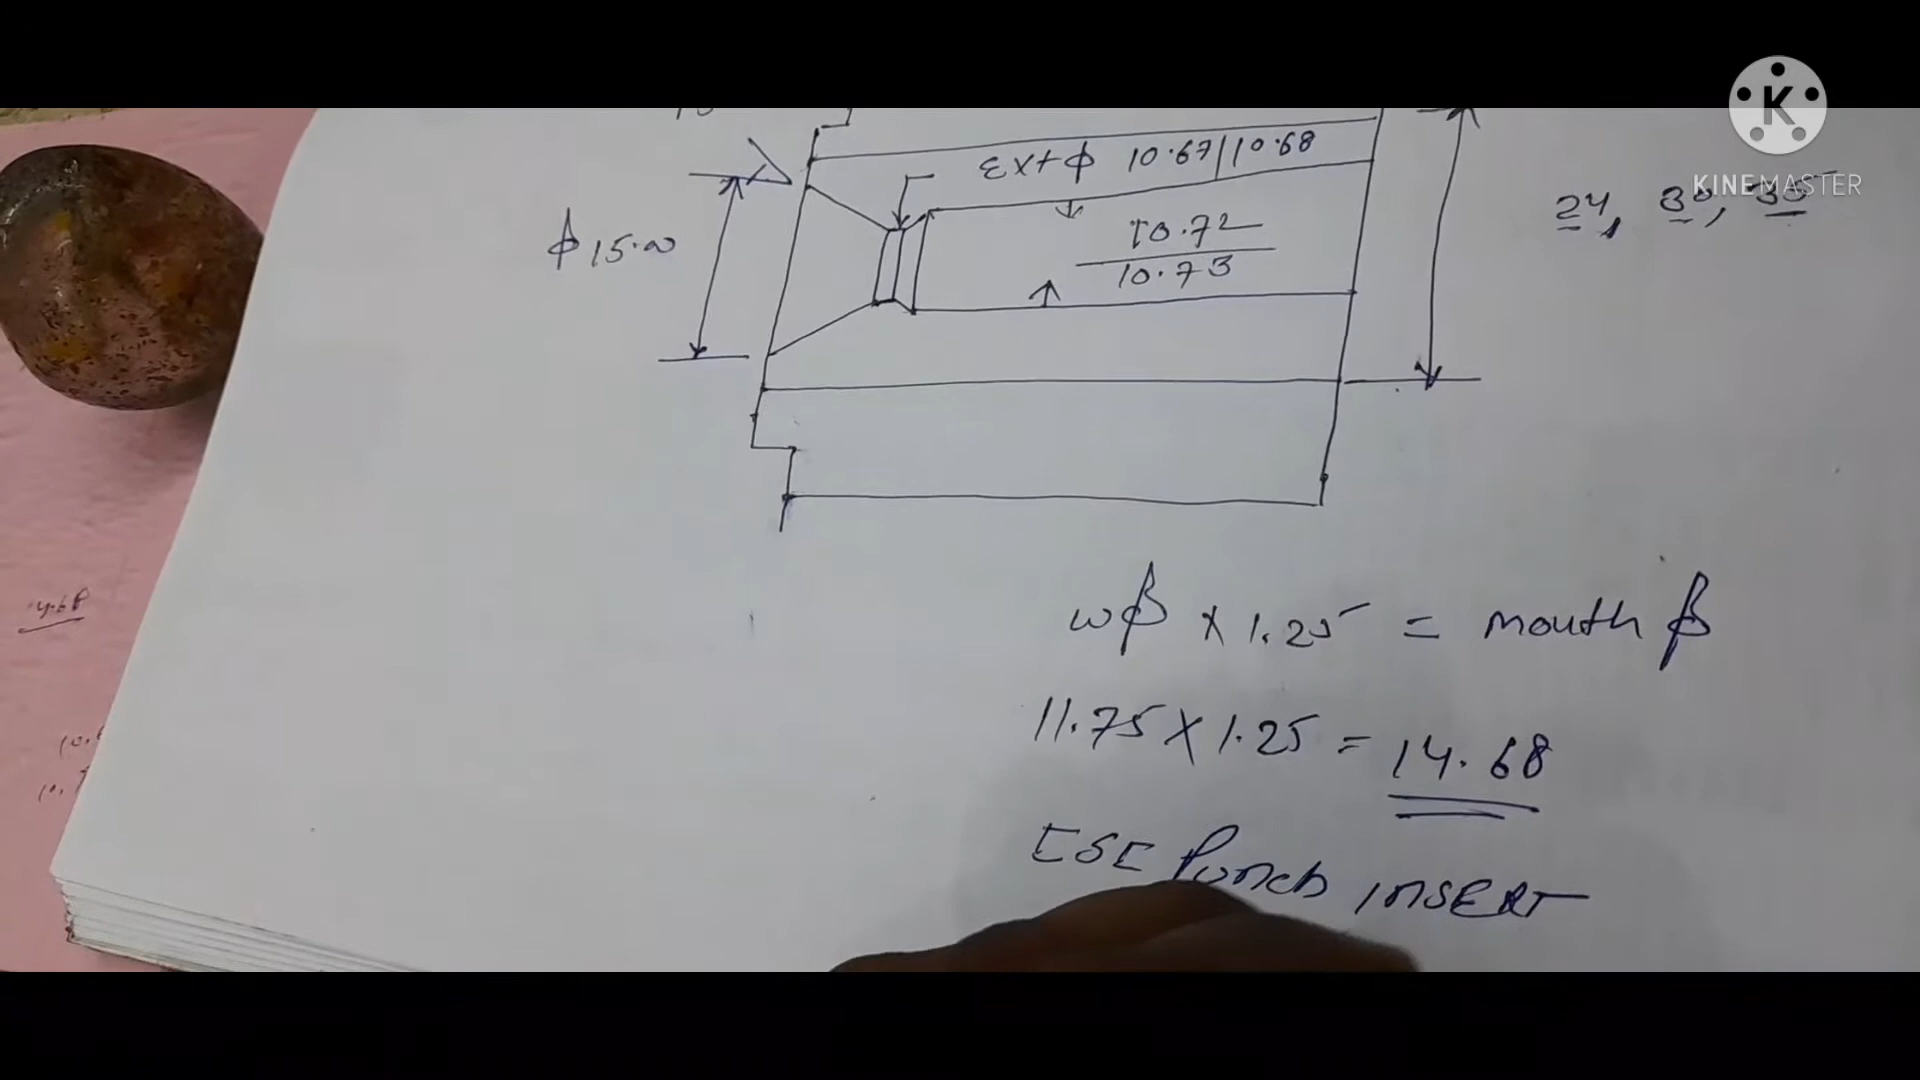 KINEMASTER
Ext φ 10.67/10.68
24, 30, 35
φ 15.00
10.72
10.73
wφ x 1.25 = mouth φ
11.75 x 1.25 = 14.68
ESE Punch INSERT